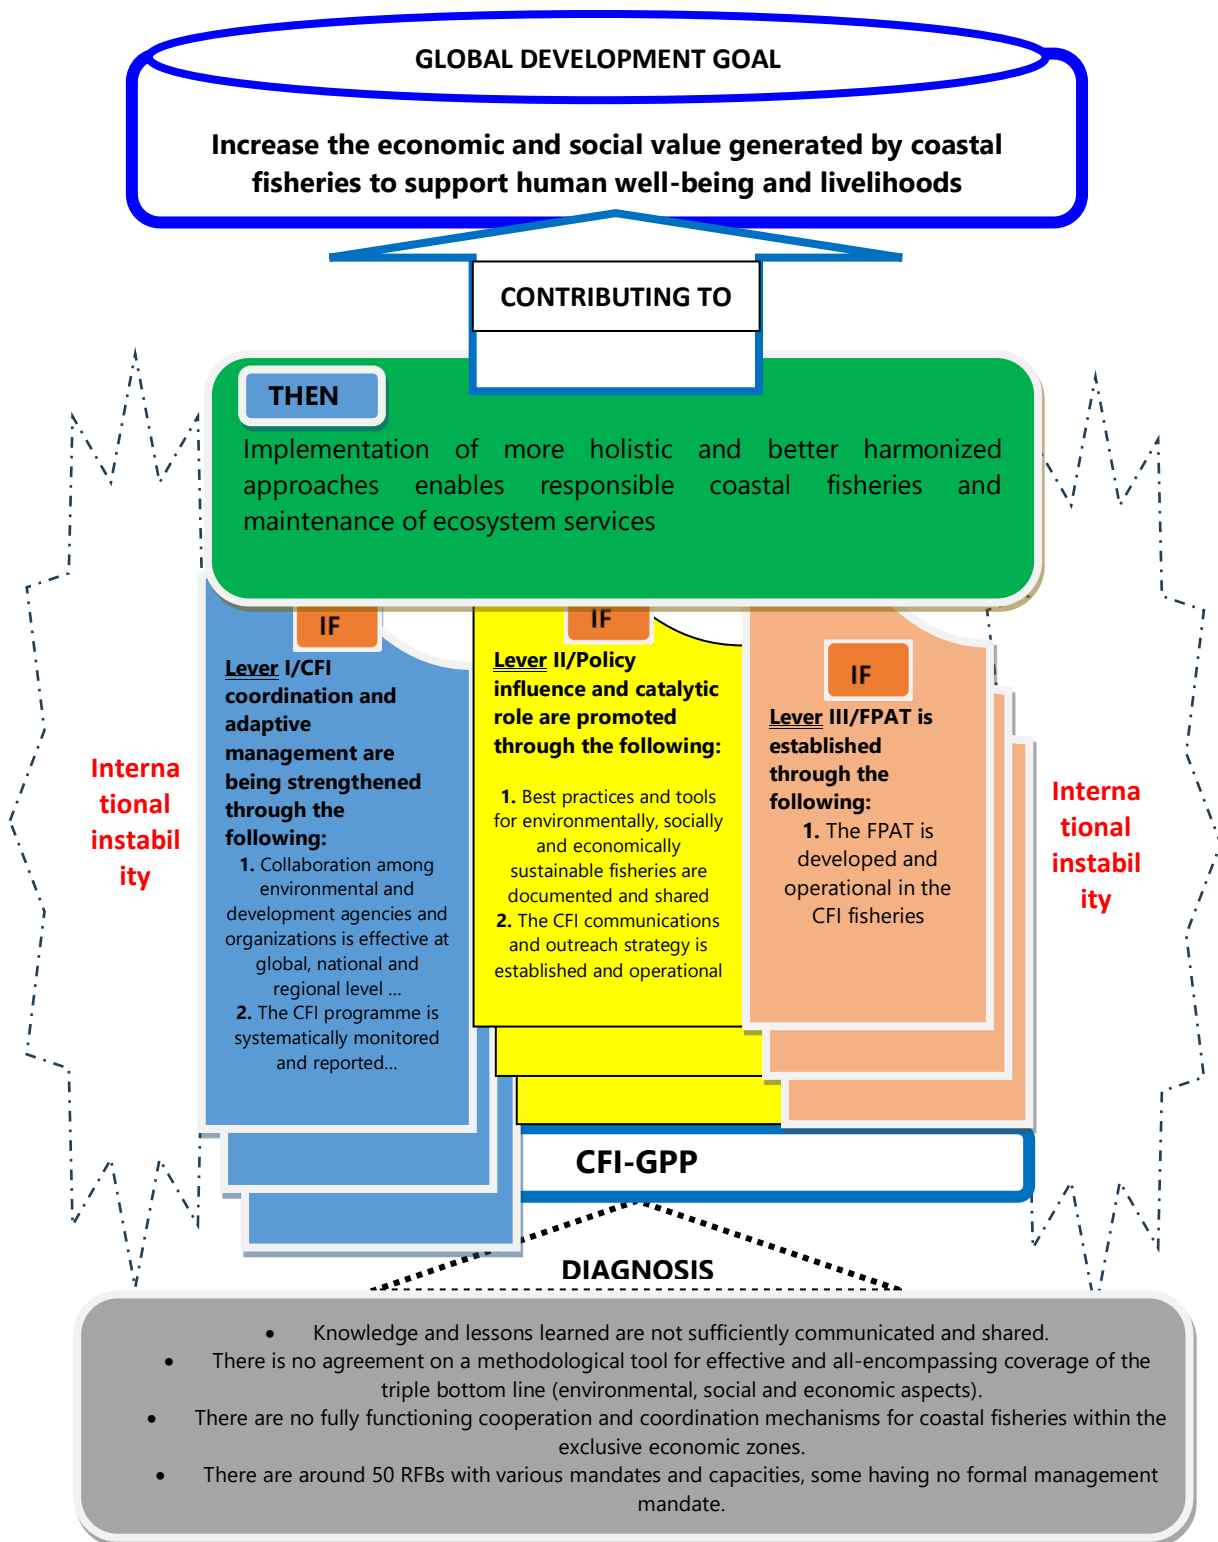 GLOBAL DEVELOPMENT GOAL
Increase the economic and social value generated by coastal
fisheries to support human well-being and livelihoods
CONTRIBUTING TO
THEN
Implementation of more holistic and better harmonized
approaches enables responsible coastal fisheries and
maintenance of ecosystem services
Interna
tional
instabil
ity
IF
Lever I/CFI
coordination and
adaptive
management are
being strengthened
through the
following:
1. Collaboration among
environmental and
development agencies and
organizations is effective at
global, national and
regional level ...
2. The CFI programme is
systematically monitored
and reported...
IF
Lever II/Policy
influence and catalytic
role are promoted
through the following:
1. Best practices and tools
for environmentally, socially
and economically
sustainable fisheries are
documented and shared
2. The CFI communications
and outreach strategy is
established and operational
IF
Lever III/FPAT is
established
through the
following:
1. The FPAT is
developed and
operational in the
CFI fisheries
Interna
tional
instabil
ity
CFI-GPP
DIAGNOSIS
• Knowledge and lessons learned are not sufficiently communicated and shared.
• There is no agreement on a methodological tool for effective and all-encompassing coverage of the
triple bottom line (environmental, social and economic aspects).
• There are no fully functioning cooperation and coordination mechanisms for coastal fisheries within the
exclusive economic zones.
• There are around 50 RFBs with various mandates and capacities, some having no formal management
mandate.